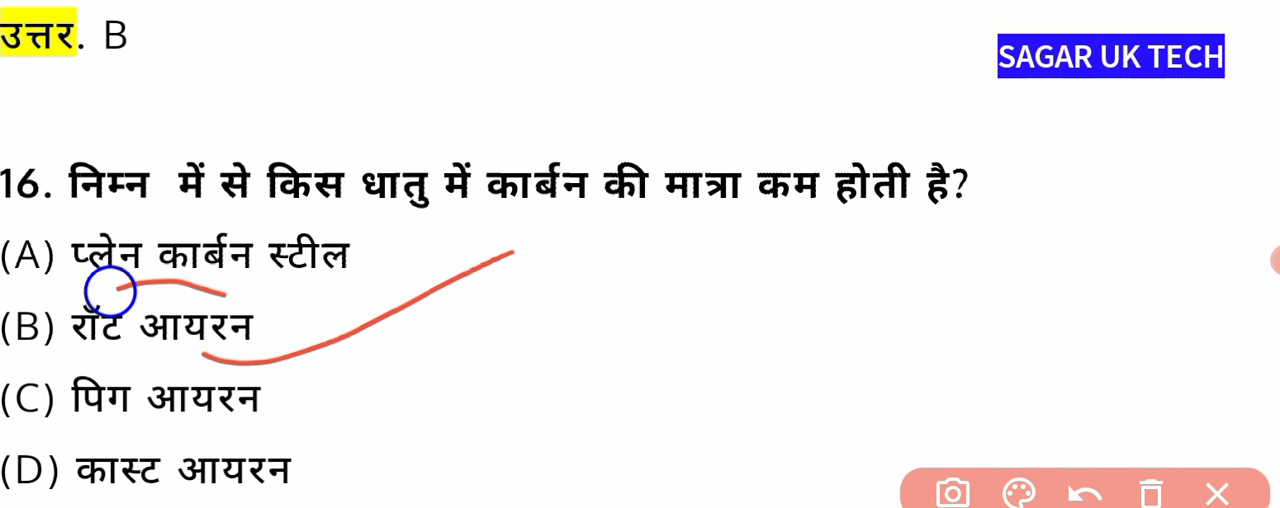 उत्तर. B
SAGAR UK TECH
16. निम्न में से किस धातु में कार्बन की मात्रा कम होती है?
(A) प्लेन कार्बन स्टील
(B) रॉट आयरन
(C) पिग आयरन
(D) कास्ट आयरन